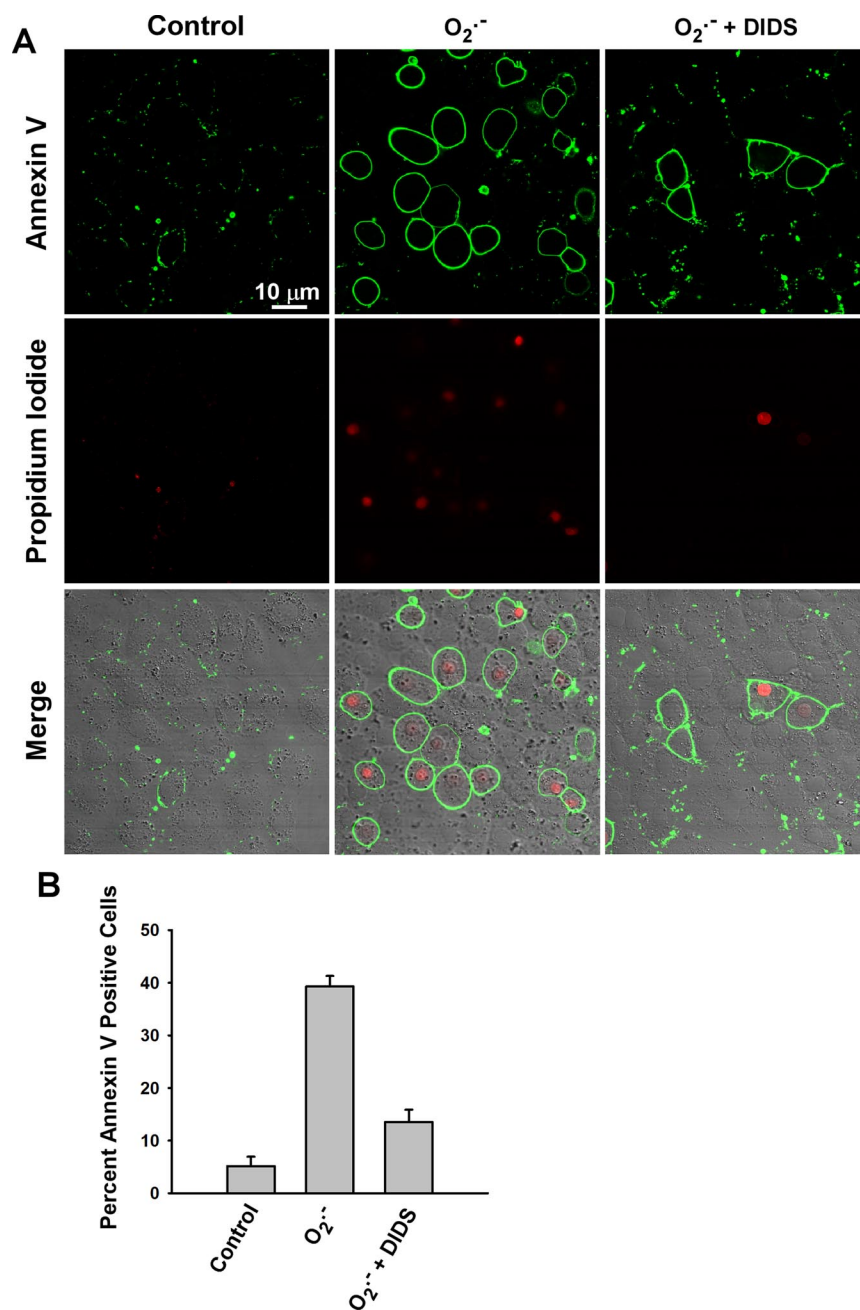 Control O₂·⁻ O₂·⁻ + DIDS
A
Annexin V
10 μm
Propidium Iodide
Merge
B
Percent Annexin V Positive Cells
50
40
30
20
10
0
Control
O₂·⁻
O₂·⁻ + DIDS